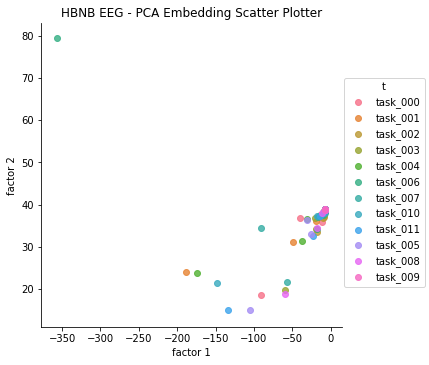 HBNB EEG - PCA Embedding Scatter Plotter
80
70
60
50
40
30
20
factor 2
−350
−300
−250
−200
−150
−100
−50
0
factor 1
t
task_000
task_001
task_002
task_003
task_004
task_006
task_007
task_010
task_011
task_005
task_008
task_009